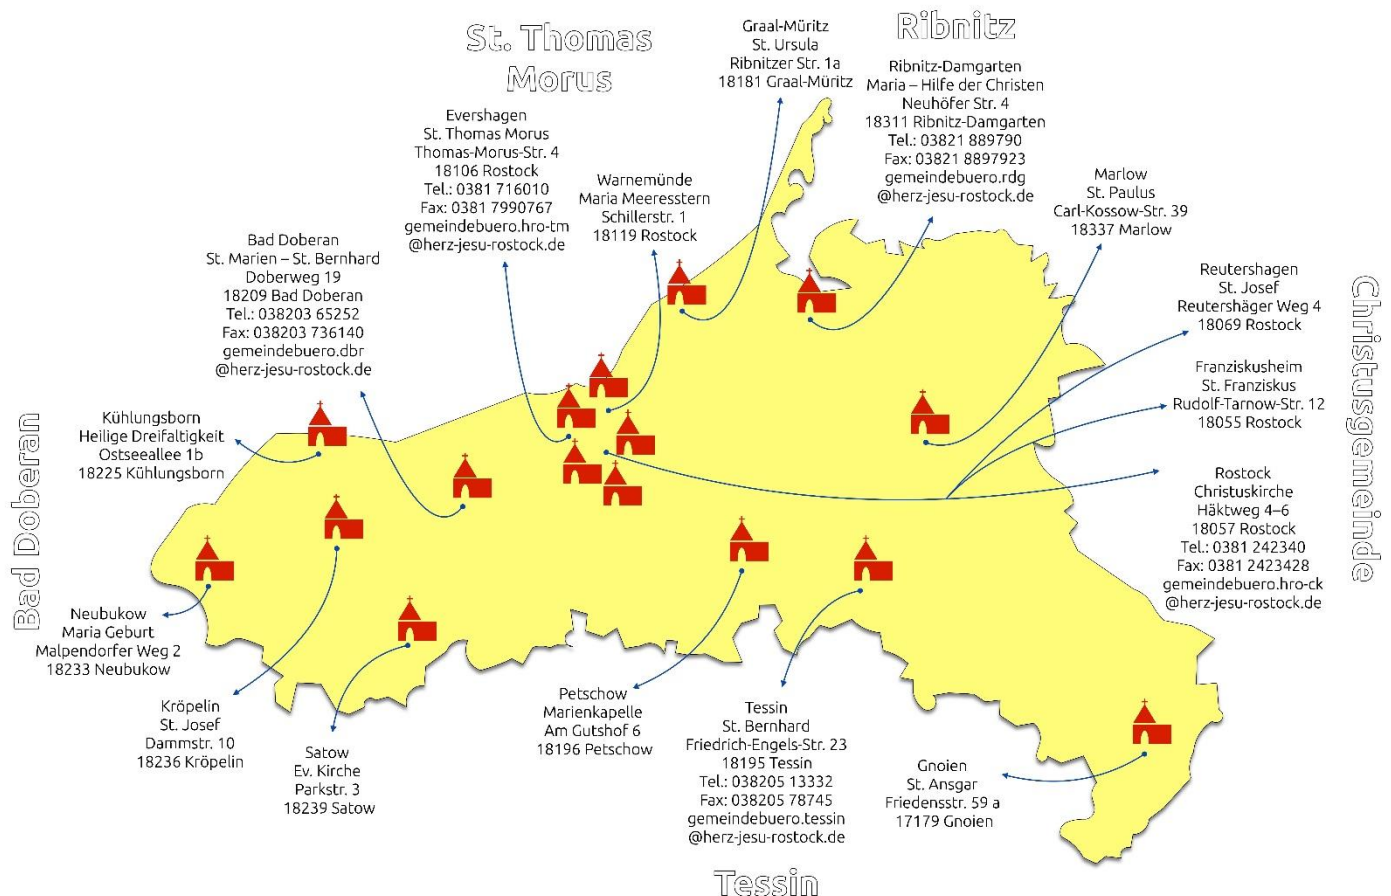 St. Thomas
Morus
Ribnitz
Graal-Müritz
St. Ursula
Ribnitzer Str. 1a
18181 Graal-Müritz
Ribnitz-Damgarten
Maria – Hilfe der Christen
Neuhöfer Str. 4
18311 Ribnitz-Damgarten
Tel.: 03821 889790
Fax: 03821 8897923
gemeindebuero.rdg
@herz-jesu-rostock.de
Evershagen
St. Thomas Morus
Thomas-Morus-Str. 4
18106 Rostock
Tel.: 0381 716010
Fax: 0381 7990767
gemeindebuero.hro-tm
@herz-jesu-rostock.de
Warnemünde
Maria Meeresstern
Schillerstr. 1
18119 Rostock
Marlow
St. Paulus
Carl-Kossow-Str. 39
18337 Marlow
Bad Doberan
St. Marien – St. Bernhard
Doberweg 19
18209 Bad Doberan
Tel.: 038203 65252
Fax: 038203 736140
gemeindebuero.dbr
@herz-jesu-rostock.de
Reutershagen
St. Josef
Reutershäger Weg 4
18069 Rostock
Christusgemeinde
Franziskusheim
St. Franziskus
Rudolf-Tarnow-Str. 12
18055 Rostock
Bad Doberan
Kühlungsborn
Heilige Dreifaltigkeit
Ostseeallee 1b
18225 Kühlungsborn
Rostock
Christuskirche
Häktweg 4–6
18057 Rostock
Tel.: 0381 242340
Fax: 0381 2423428
gemeindebuero.hro-ck
@herz-jesu-rostock.de
Neubukow
Maria Geburt
Malpendorfer Weg 2
18233 Neubukow
Kröpelin
St. Josef
Dammstr. 10
18236 Kröpelin
Satow
Ev. Kirche
Parkstr. 3
18239 Satow
Petschow
Marienkapelle
Am Gutshof 6
18196 Petschow
Tessin
St. Bernhard
Friedrich-Engels-Str. 23
18195 Tessin
Tel.: 038205 13332
Fax: 038205 78745
gemeindebuero.tessin
@herz-jesu-rostock.de
Gnoien
St. Ansgar
Friedensstr. 59 a
17179 Gnoien
Tessin